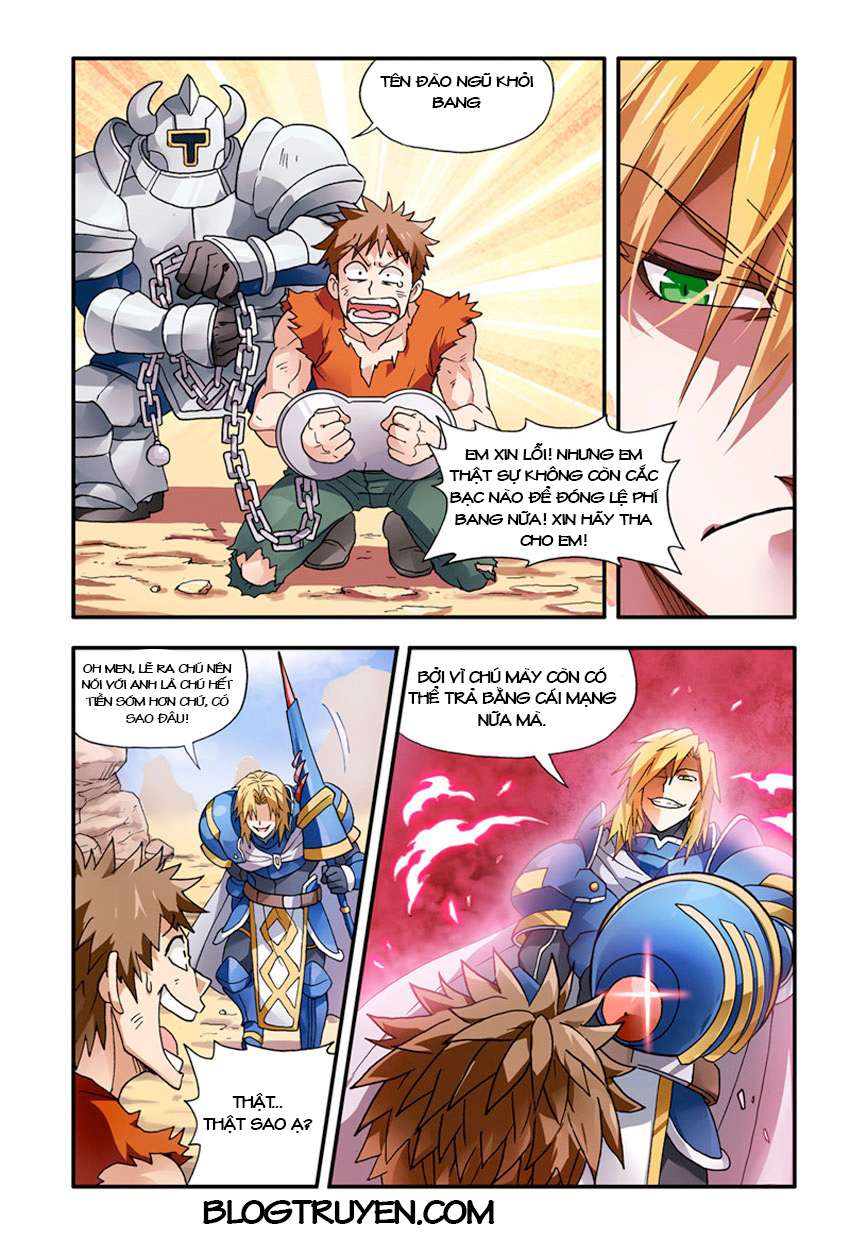 TÊN ĐÀO NGŨ KHỎI
BANG
EM XIN LỖI! NHƯNG EM
THẬT SỰ KHÔNG CÒN CẮC
BẠC NÀO ĐỂ ĐÓNG LỆ PHÍ
BANG NỮA! XIN HÃY THA
CHO EM!
OH MEN, LẼ RA CHÚ NÊN
NÓI VỚI ANH LÀ CHÚ HẾT
TIỀN SỚM HƠN CHỨ, CÓ
SAO ĐÂU!
THẬT...
THẬT SAO Ạ?
BỞI VÌ CHÚ MÀY CÒN CÓ
THỂ TRẢ BẰNG CÁI MẠNG
NỮA MÀ.
BLOGTRUYEN.COM